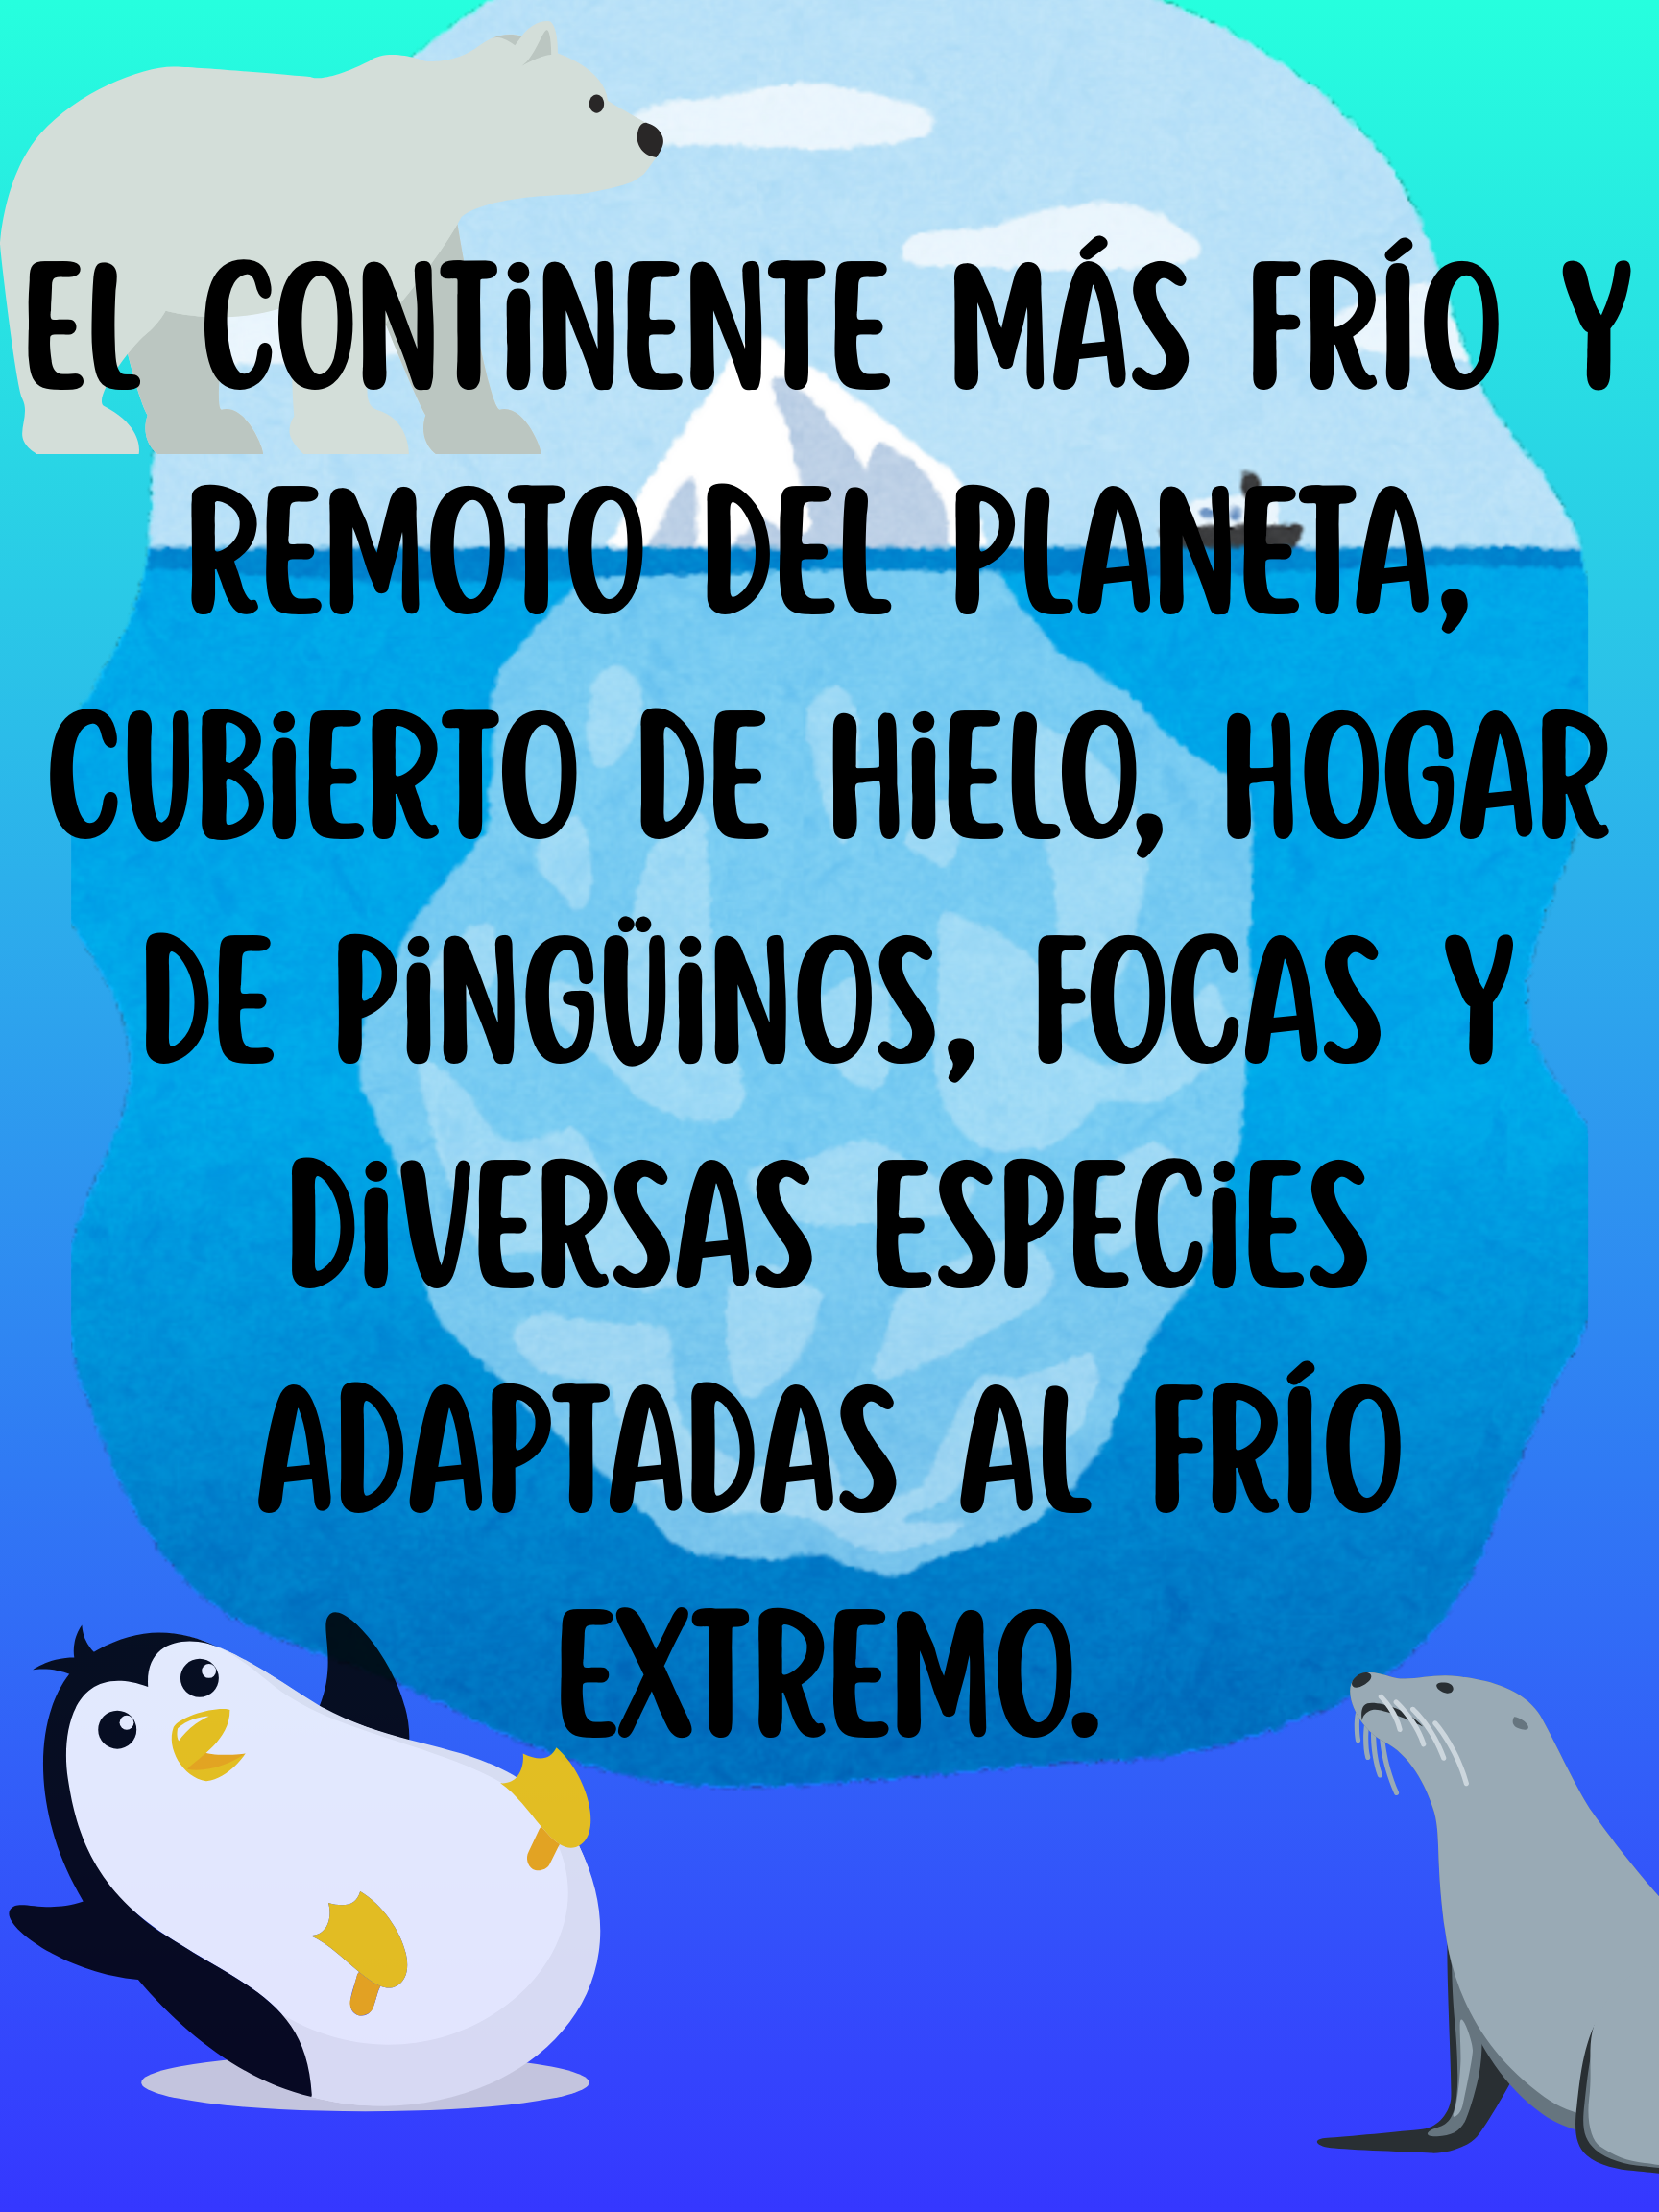 EL CONTINENTE MÁS FRÍO Y
REMOTO DEL PLANETA,
CUBIERTO DE HIELO, HOGAR
DE PINGÜINOS, FOCAS Y
DIVERSAS ESPECIES
ADAPTADAS AL FRÍO
EXTREMO.